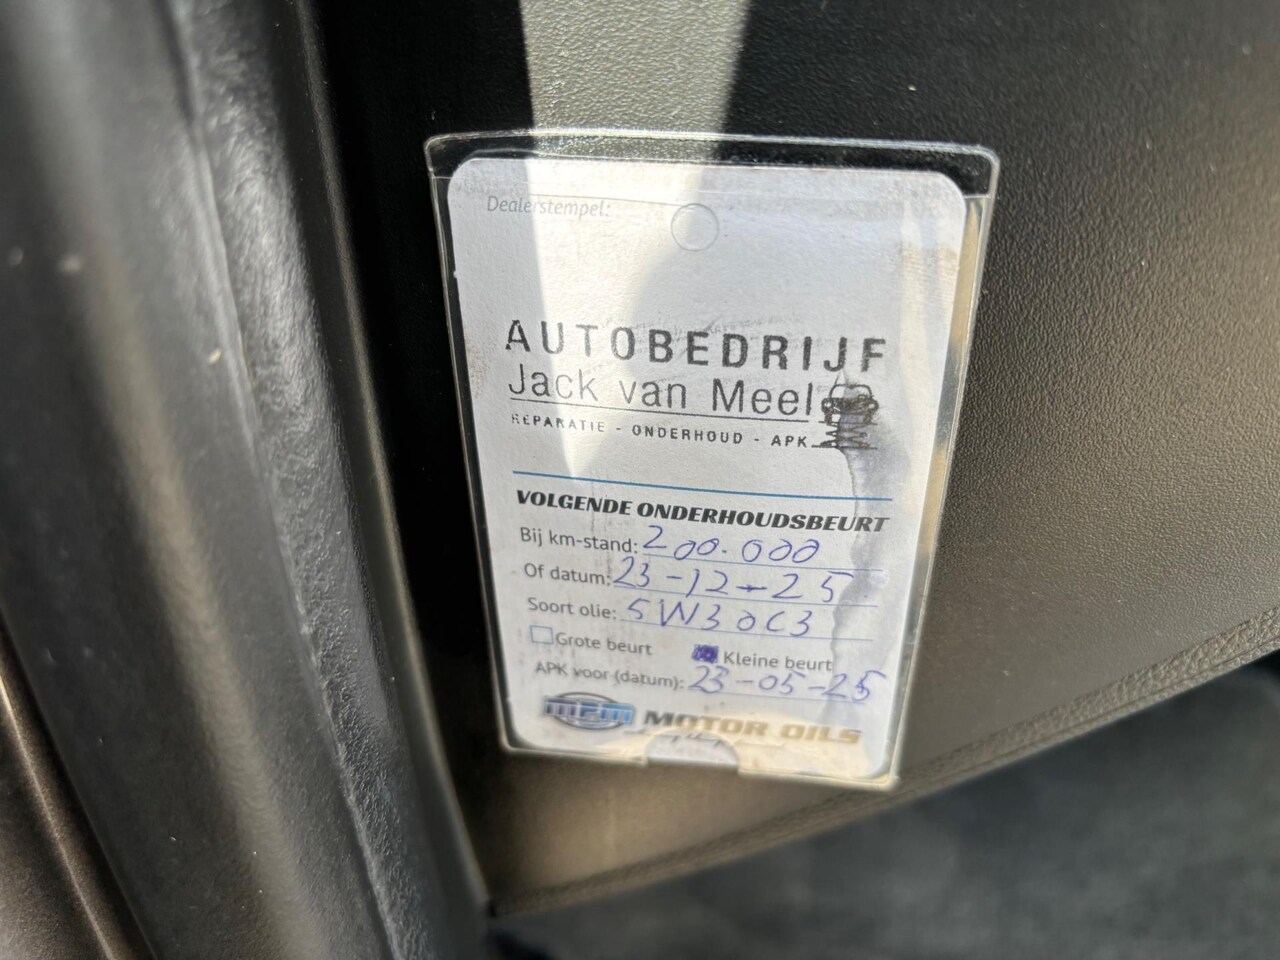 Dealerstempel:
AUTOBEDRIJF
Jack van Meel
REPARATIE - ONDERHOUD - APK
VOLGENDE ONDERHOUDSBEURT
Bij km-stand: 200.000
Of datum: 23-12-25
Soort olie: 5W30C3
Grote beurt Kleine beurt
APK voor (datum): 23-05-25
MPM MOTOR OILS